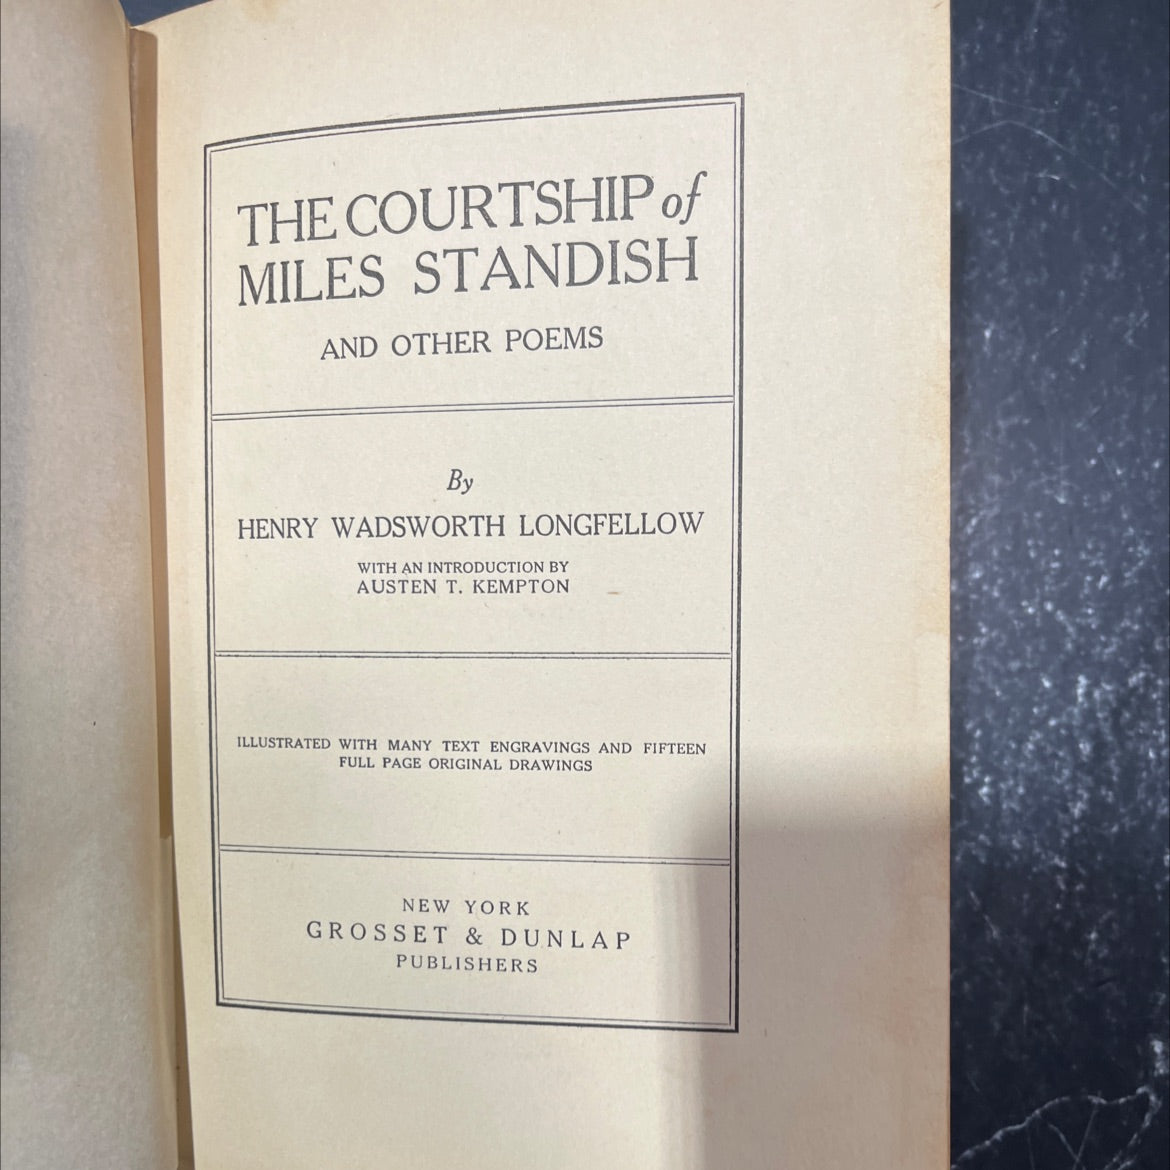 THE COURTSHIP of
MILES STANDISH
AND OTHER POEMS
By
HENRY WADSWORTH LONGFELLOW
WITH AN INTRODUCTION BY
AUSTEN T. KEMPTON
ILLUSTRATED WITH MANY TEXT ENGRAVINGS AND FIFTEEN
FULL PAGE ORIGINAL DRAWINGS
NEW YORK
GROSSET & DUNLAP
PUBLISHERS